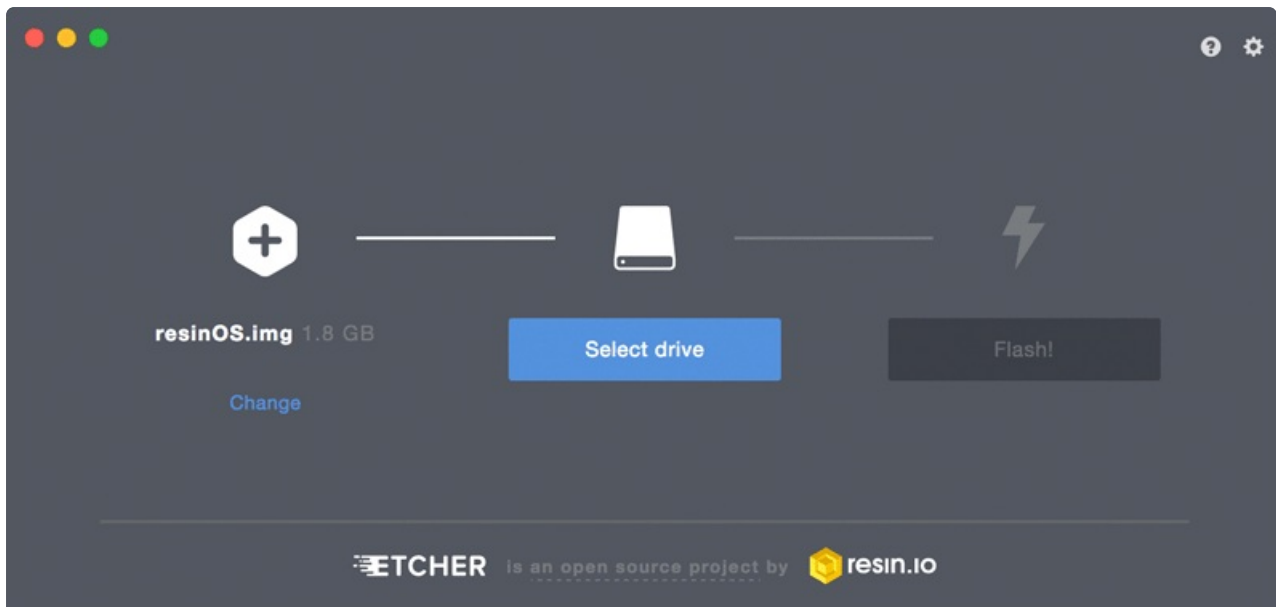 resinOS.img 1.8 GB
Select drive
Flash!
Change
ETCHER is an open source project by resin.io